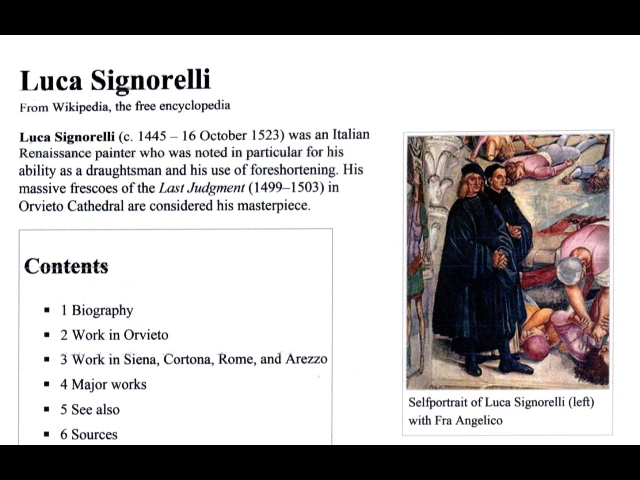 Luca Signorelli
From Wikipedia, the free encyclopedia
Luca Signorelli (c. 1445 – 16 October 1523) was an Italian
Renaissance painter who was noted in particular for his
ability as a draughtsman and his use of foreshortening. His
massive frescoes of the Last Judgment (1499–1503) in
Orvieto Cathedral are considered his masterpiece.
Contents
▪ 1 Biography
▪ 2 Work in Orvieto
▪ 3 Work in Siena, Cortona, Rome, and Arezzo
▪ 4 Major works
▪ 5 See also
▪ 6 Sources
Selfportrait of Luca Signorelli (left)
with Fra Angelico